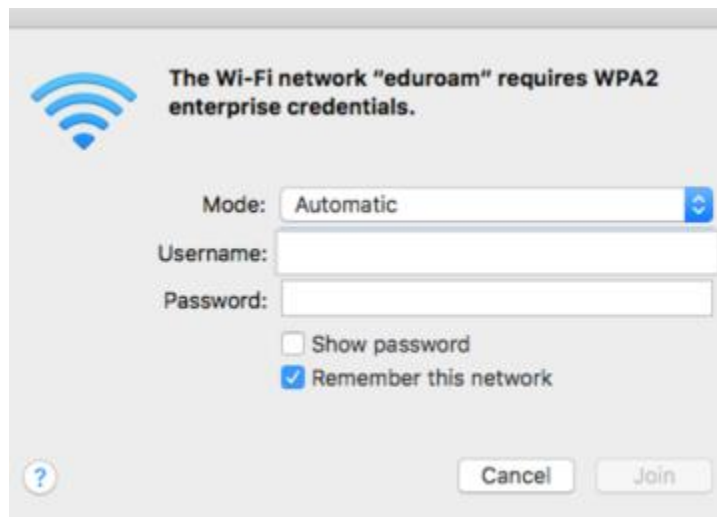 The Wi-Fi network “eduroam” requires WPA2
enterprise credentials.
Mode: Automatic
Username:
Password:
Show password
Remember this network
? Cancel Join